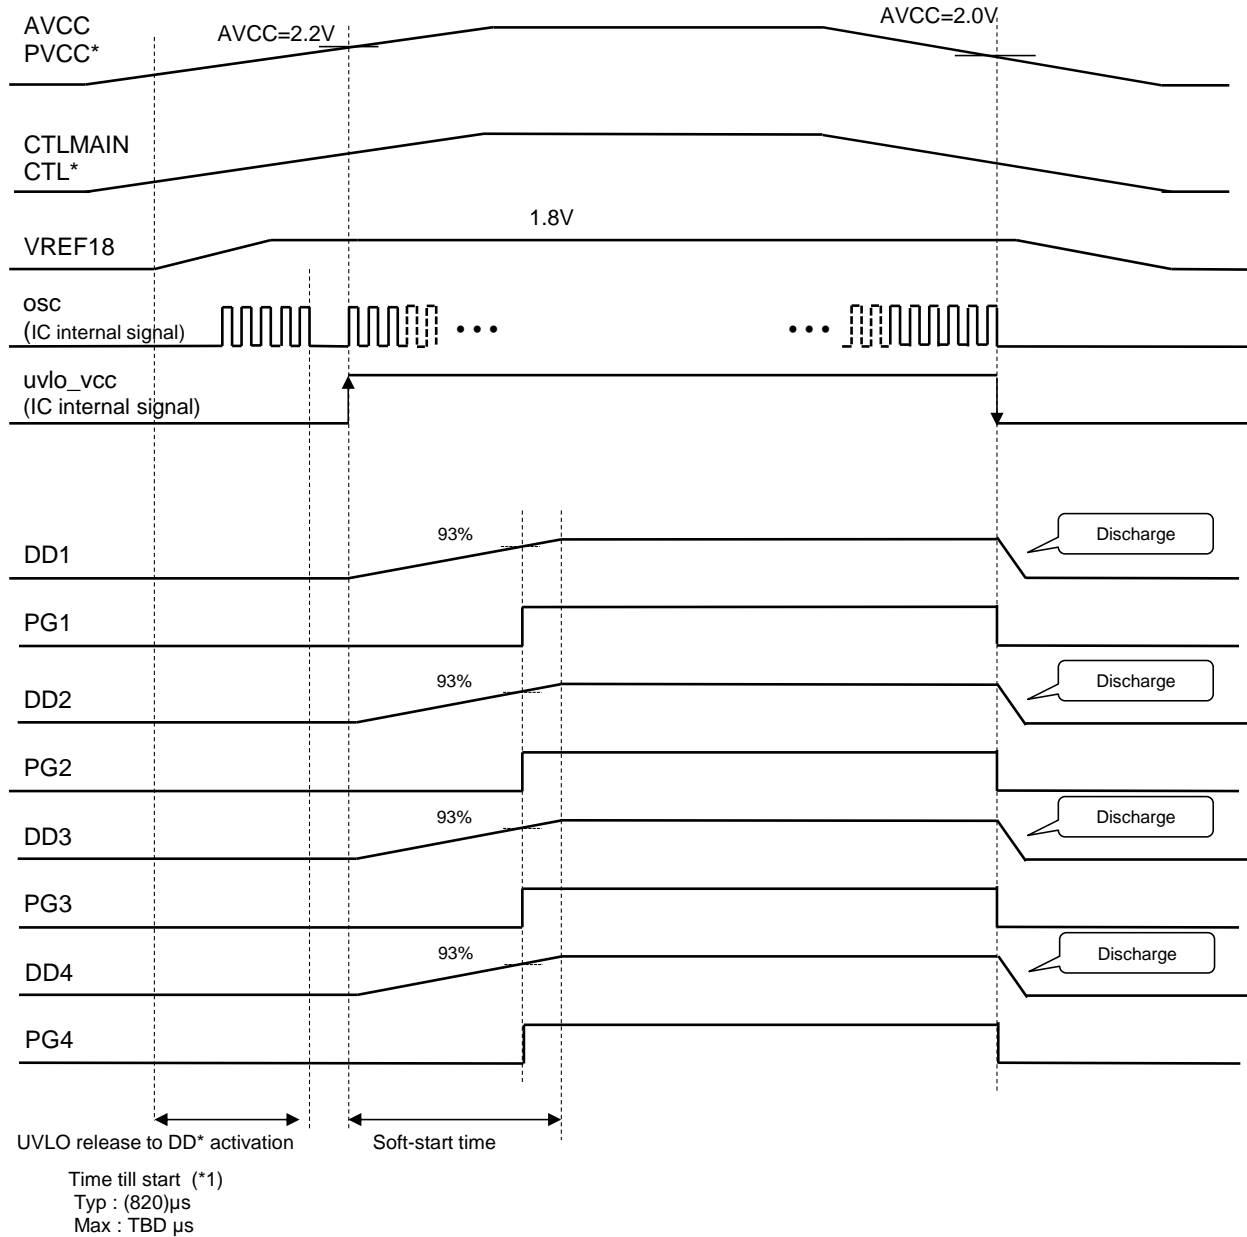 AVCC
PVCC*
AVCC=2.2V
AVCC=2.0V
CTLMAIN
CTL*
1.8V
VREF18
osc
(IC internal signal)
uvlo_vcc
(IC internal signal)
93%
Discharge
DD1
PG1
93%
Discharge
DD2
PG2
93%
Discharge
DD3
PG3
93%
Discharge
DD4
PG4
UVLO release to DD* activation
Soft-start time
Time till start (*1)
Typ : (820)µs
Max : TBD µs